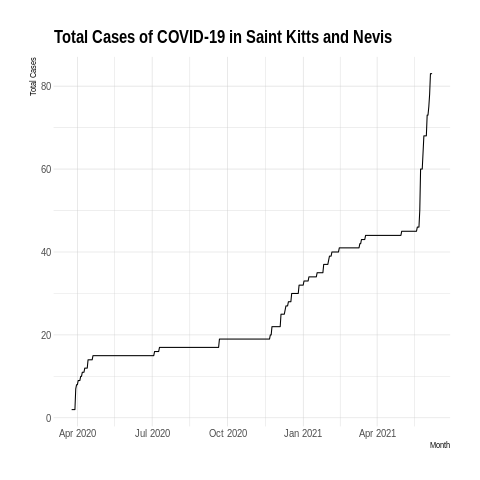 Total Cases of COVID-19 in Saint Kitts and Nevis
Total Cases
80
60
40
20
0
Apr 2020 Jul 2020 Oct 2020 Jan 2021 Apr 2021
Month